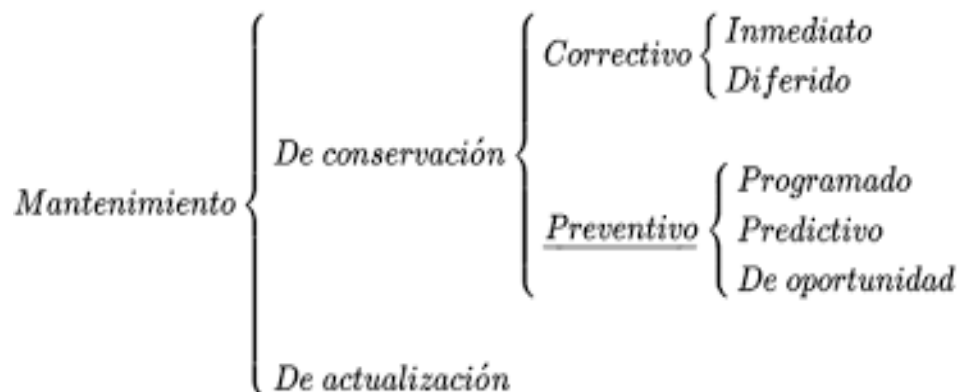 Mantenimiento
De conservación
Correctivo
Inmediato
Diferido
Preventivo
Programado
Predictivo
De oportunidad
De actualización